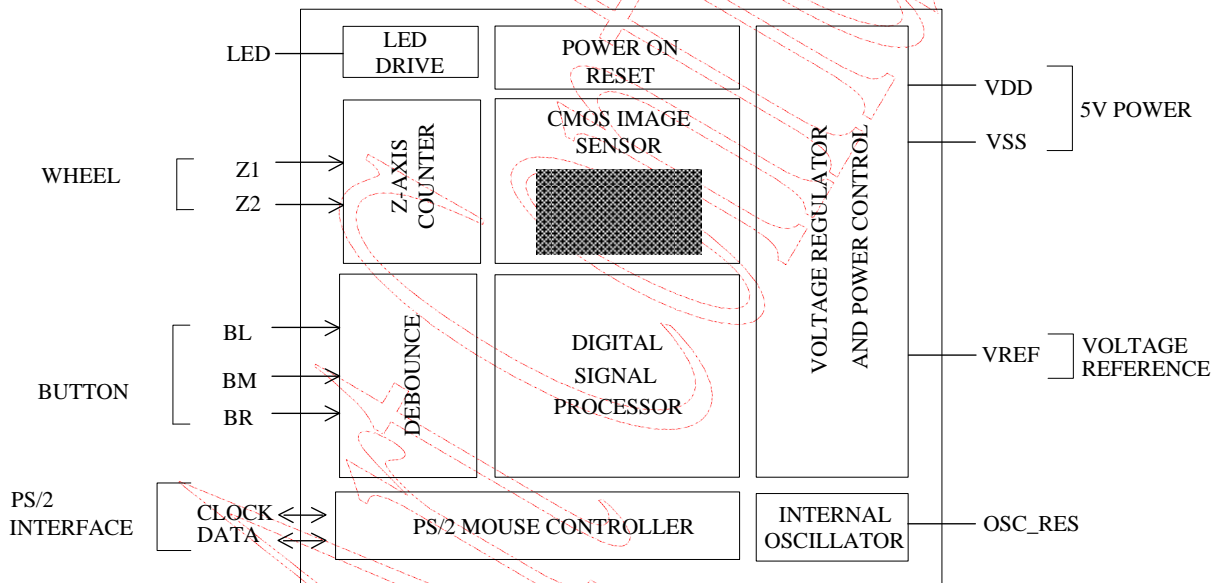 LED
LED
DRIVE
POWER ON
RESET
VDD
VSS
5V POWER
WHEEL
Z1
Z2
Z-AXIS
COUNTER
CMOS IMAGE
SENSOR
VOLTAGE REGULATOR
AND POWER CONTROL
BUTTON
BL
BM
BR
DEBOUNCE
DIGITAL
SIGNAL
PROCESSOR
VREF
VOLTAGE
REFERENCE
PS/2
INTERFACE
CLOCK
DATA
PS/2 MOUSE CONTROLLER
INTERNAL
OSCILLATOR
OSC_RES